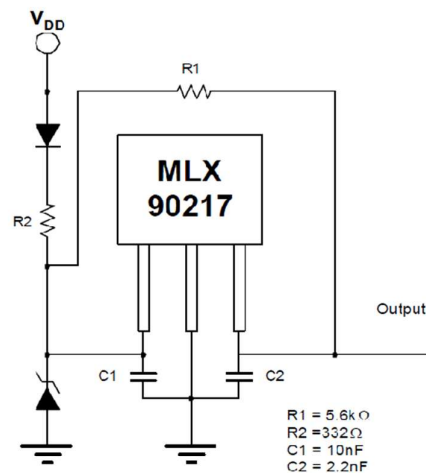 VDD
R1
MLX
90217
R2
Output
C1
C2
R1 = 5.6kΩ
R2 =332Ω
C1 = 10nF
C2 = 2.2nF